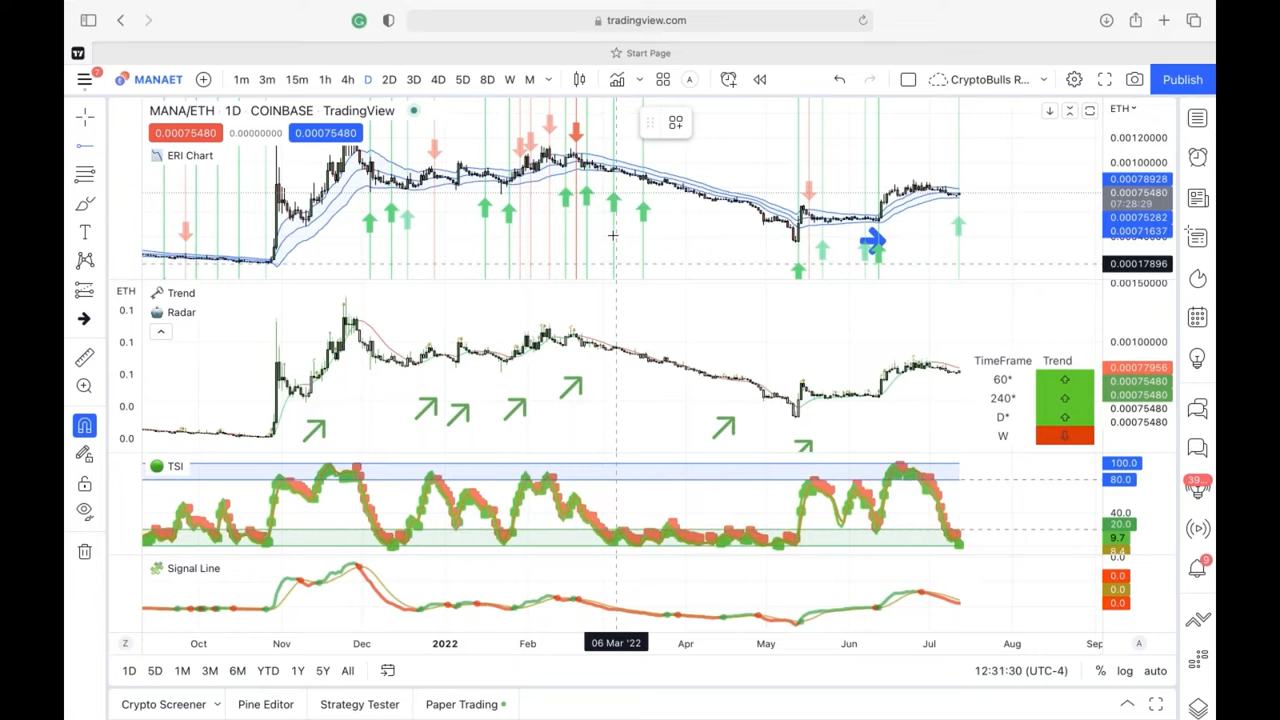 tradingview.com
Start Page
7
MANAET
1m 3m 15m 1h 4h D 2D 3D 4D 5D 8D W M
A
CryptoBulls R...
Publish
MANA/ETH · 1D · COINBASE · TradingView
0.00075480 0.00000000 0.00075480
ERI Chart
ETH
0.00120000
0.00100000
0.00078928
0.00075480
07:28:29
0.00075282
0.00071637
0.00017896
ETH
Trend
Radar
0.1
0.1
0.1
0.0
0.0
0.00150000
0.00100000
0.00077956
0.00075480
0.00075480
0.00075480
0.00075480
TimeFrame Trend
60*
240*
D*
W
TSI
100.0
80.0
40.0
20.0
9.7
8.4
0.0
Signal Line
0.0
0.0
0.0
39...
9
Z
Oct Nov Dec 2022 Feb 06 Mar '22 Apr May Jun Jul Aug Sep
A
1D 5D 1M 3M 6M YTD 1Y 5Y All
12:31:30 (UTC-4) % log auto
Crypto Screener Pine Editor Strategy Tester Paper Trading